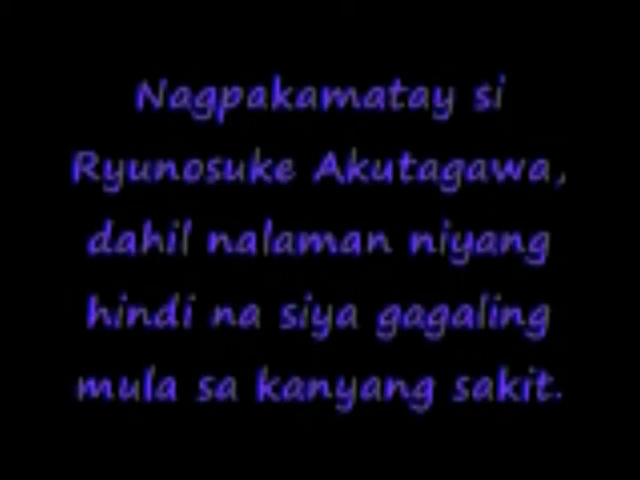 Nagpakamatay si
Ryunosuke Akutagawa,
dahil nalaman niyang
hindi na siya gagaling
mula sa kanyang sakit.